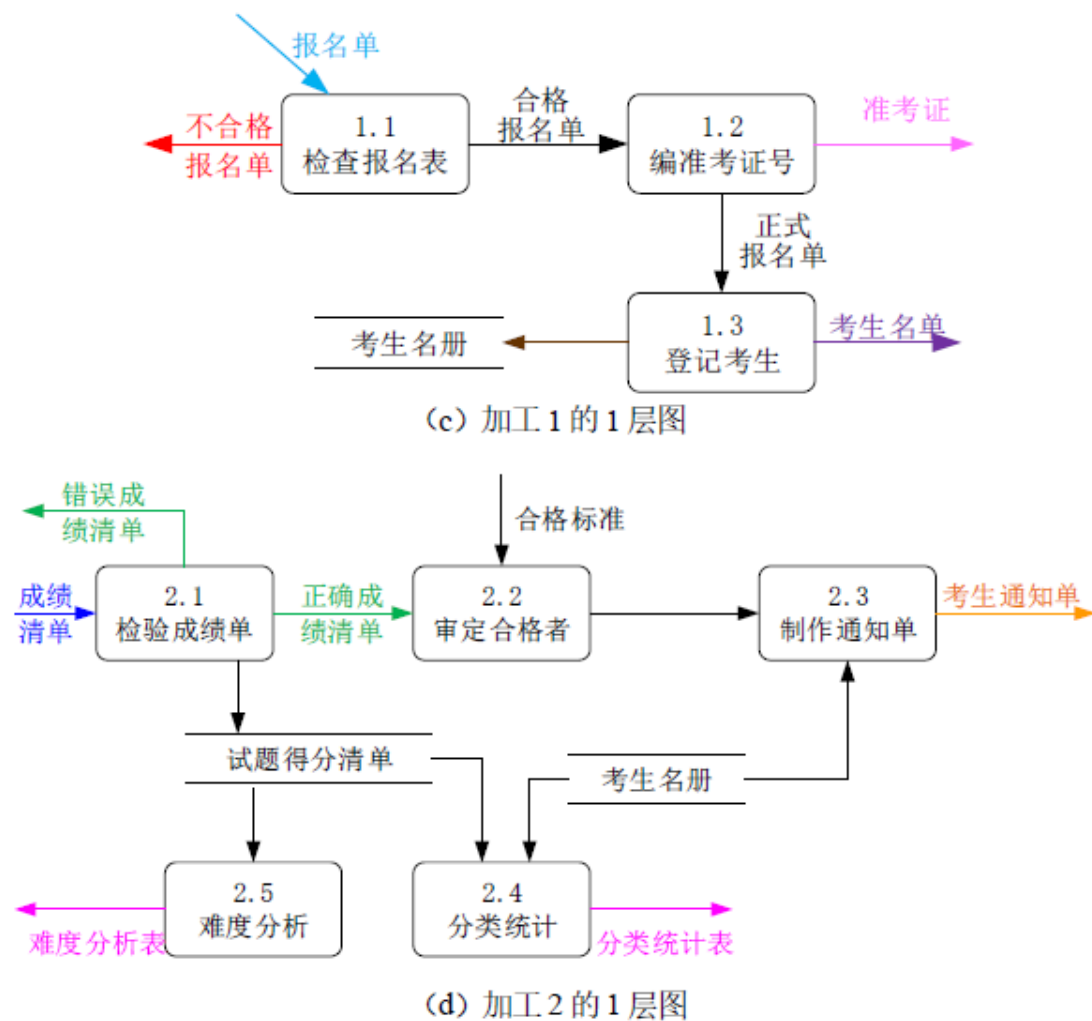 报名单
不合格
报名单
1.1
检查报名表
合格
报名单
1.2
编准考证号
准考证
正式
报名单
考生名册
1.3
登记考生
考生名单
（c）加工1的1层图
错误成
绩清单
合格标准
成绩
清单
2.1
检验成绩单
正确成
绩清单
2.2
审定合格者
2.3
制作通知单
考生通知单
试题得分清单
考生名册
2.5
难度分析
2.4
分类统计
难度分析表
分类统计表
（d）加工2的1层图